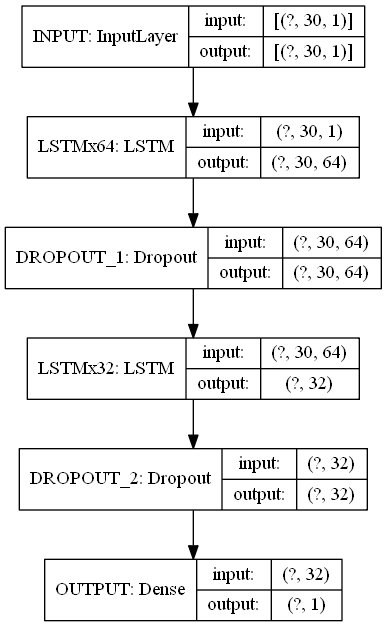 INPUT: InputLayer
input: [(?, 30, 1)]
output: [(?, 30, 1)]
LSTMx64: LSTM
input: (?, 30, 1)
output: (?, 30, 64)
DROPOUT_1: Dropout
input: (?, 30, 64)
output: (?, 30, 64)
LSTMx32: LSTM
input: (?, 30, 64)
output: (?, 32)
DROPOUT_2: Dropout
input: (?, 32)
output: (?, 32)
OUTPUT: Dense
input: (?, 32)
output: (?, 1)